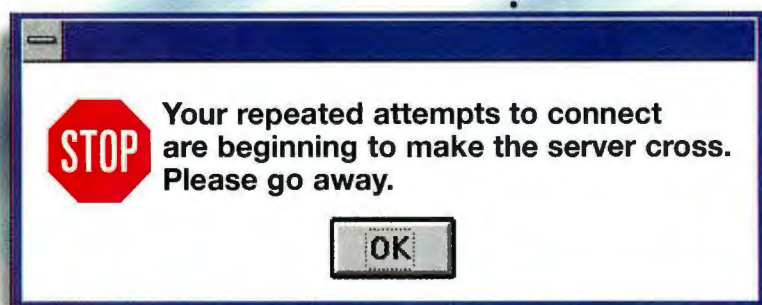 STOP
Your repeated attempts to connect
are beginning to make the server cross.
Please go away.
OK